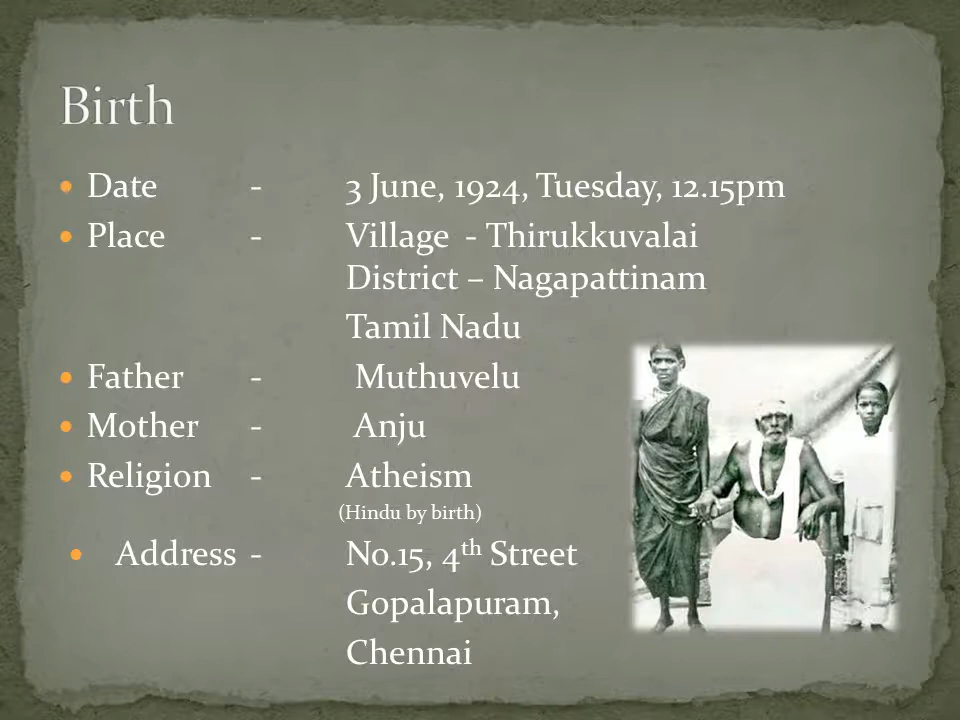 Birth
Date - 3 June, 1924, Tuesday, 12.15pm
Place - Village - Thirukkuvalai
District – Nagapattinam
Tamil Nadu
Father - Muthuvelu
Mother - Anju
Religion - Atheism
(Hindu by birth)
Address - No.15, 4th Street
Gopalapuram,
Chennai